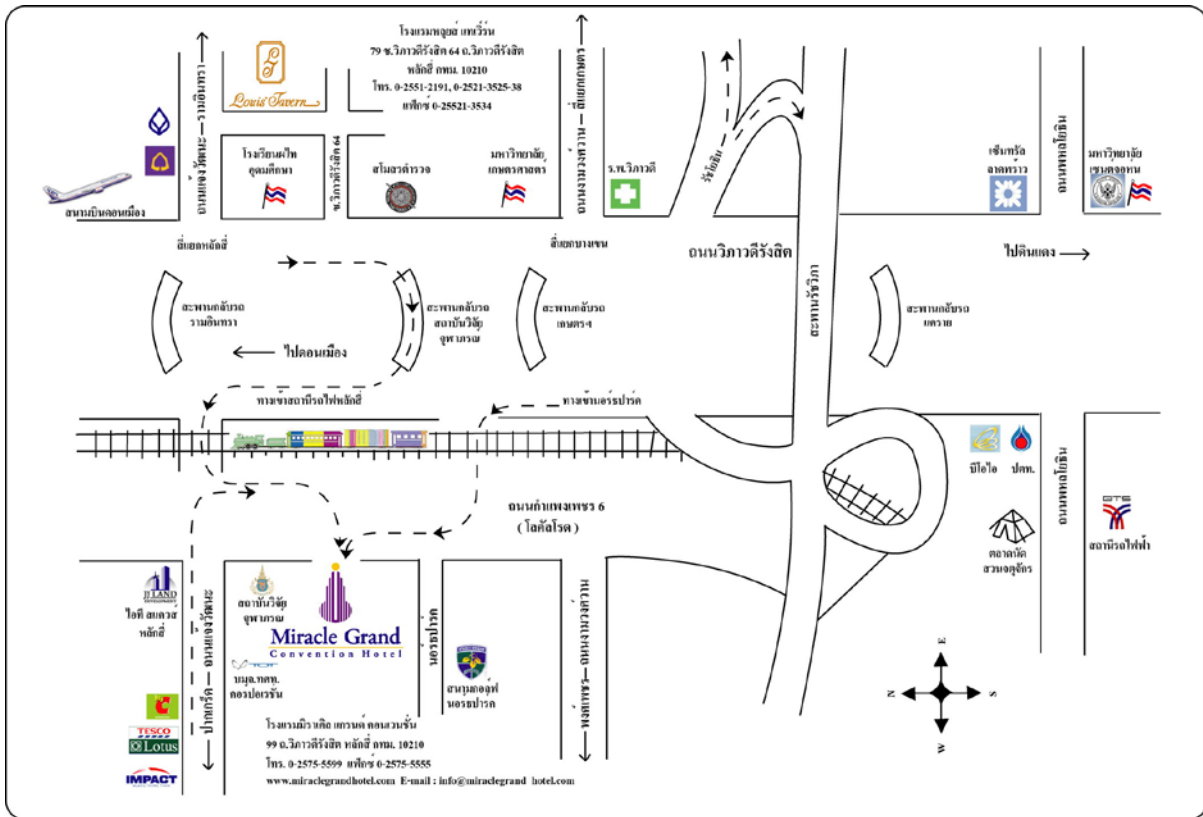 โรงแรมหลุยส์ แทเวิร์น
79 ซ.วิภาวดีรังสิต 64 ถ.วิภาวดีรังสิต
หลักสี่ กทม. 10210
โทร. 0-2551-2191, 0-2521-3525-38
แฟ็กซ์ 0-25521-3534
Louis Tavern
ถนนแจ้งวัฒนะ
รามอินทรา
โรงเรียนผไท
อุดมศึกษา
ซ.วิภาวดีรังสิต 64
สโมสรตำรวจ
มหาวิทยาลัย
เกษตรศาสตร์
ถนนงามวงศ์วาน
สี่แยกเกษตร
ร.พ.วิภาวดี
รัชโยธิน
เซ็นทรัล
ลาดพร้าว
ถนนพหลโยธิน
มหาวิทยาลัย
เซนต์จอห์น
สนามบินดอนเมือง
สี่แยกหลักสี่
สี่แยกบางเขน
ถนนวิภาวดีรังสิต
ไปดินแดง
สะพานกลับรถ
รามอินทรา
สะพานกลับรถ
สถาบันวิจัย
จุฬาภรณ์
สะพานกลับรถ
เกษตรฯ
สะพานรัชวิภา
สะพานกลับรถ
แคราย
ไปดอนเมือง
ทางเข้าสถานีรถไฟหลักสี่
ทางเข้านอร์ธปาร์ค
บีโอไอ
ปตท.
ถนนพหลโยธิน
BTS
สถานีรถไฟฟ้า
ตลาดนัด
สวนจตุจักร
ถนนกำแพงเพชร 6
( โลคัลโรด )
IT LAND
ไอที สแควส์
หลักสี่
สถาบันวิจัย
จุฬาภรณ์
Miracle Grand
Convention Hotel
TOT
บมจ.ทศท.
คอร์ปอเรชั่น
ปากเกร็ด
ถนนแจ้งวัฒนะ
นอร์ธปาร์ค
สนามกอล์ฟ
นอร์ธปาร์ค
พงษ์เพชร
ถนนงามวงศ์วาน
TESCO
Lotus
IMPACT
โรงแรมมิราเคิล แกรนด์ คอนเวนชั่น
99 ถ.วิภาวดีรังสิต หลักสี่ กทม. 10210
โทร. 0-2575-5599 แฟ็กซ์ 0-2575-5555
www.miraclegrandhotel.com E-mail : info@miraclegrand hotel.com
E
N
S
W